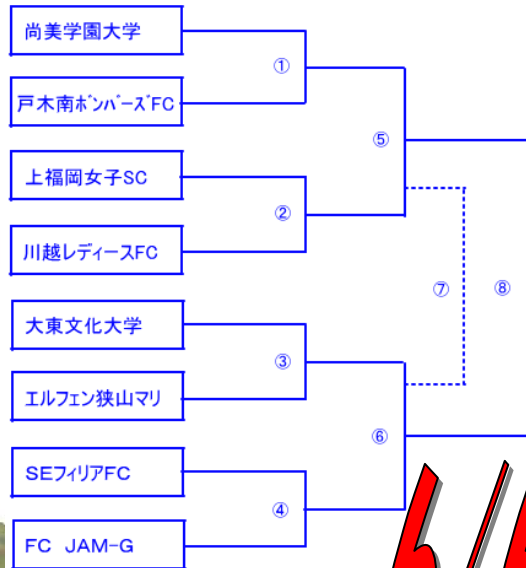 尚美学園大学
①
戸木南ボンバーズFC
⑤
上福岡女子SC
②
川越レディースFC
⑦
⑧
大東文化大学
③
エルフェン狭山マリ
⑥
SEフィリアFC
④
FC JAM-G